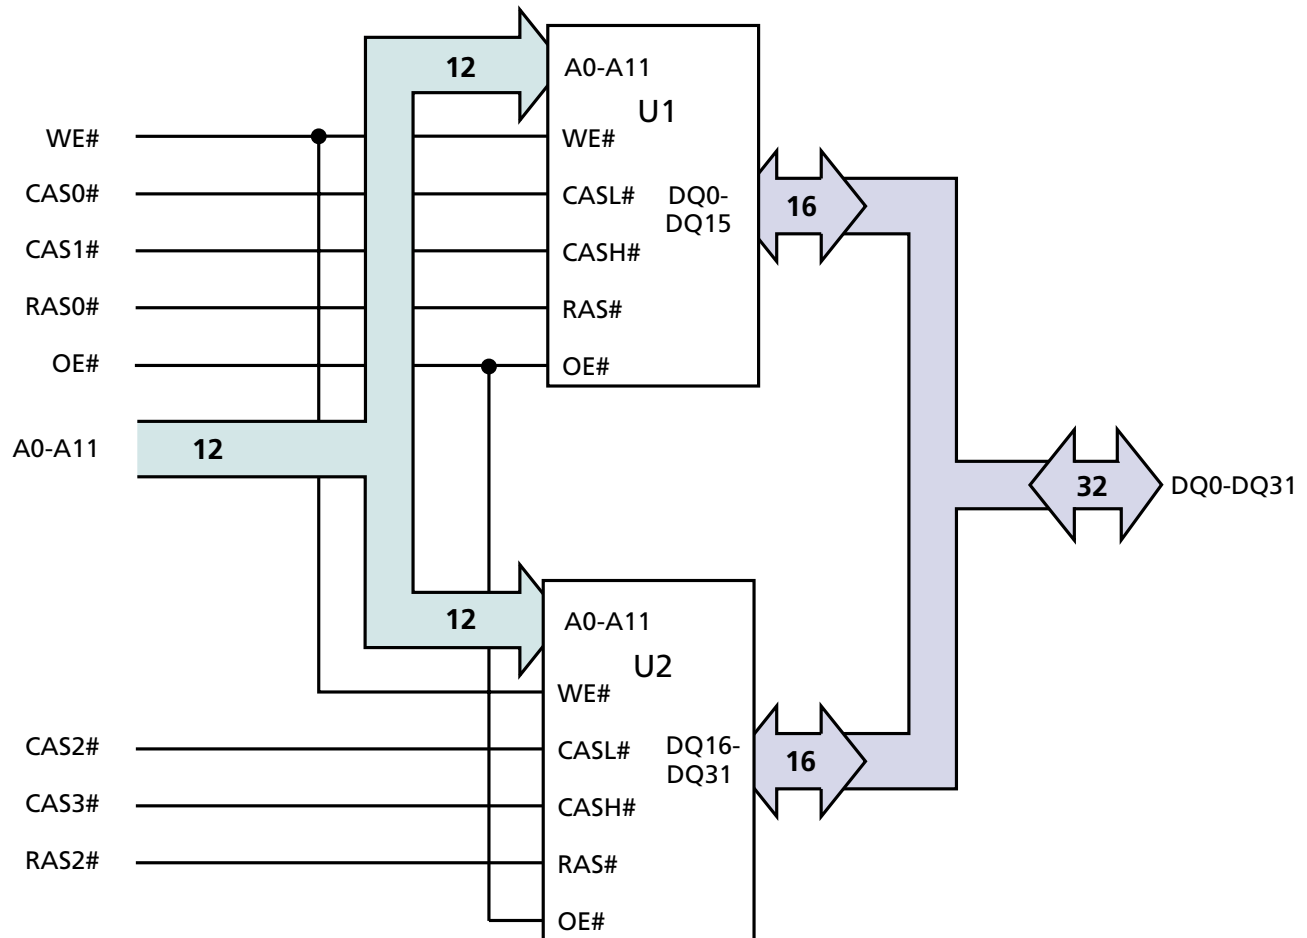 12
A0-A11
U1
WE#
WE#
CAS0#
CASL#
DQ0-
DQ15
16
CAS1#
CASH#
RAS0#
RAS#
OE#
OE#
A0-A11
12
32
DQ0-DQ31
12
A0-A11
U2
WE#
CAS2#
CASL#
DQ16-
DQ31
16
CAS3#
CASH#
RAS2#
RAS#
OE#